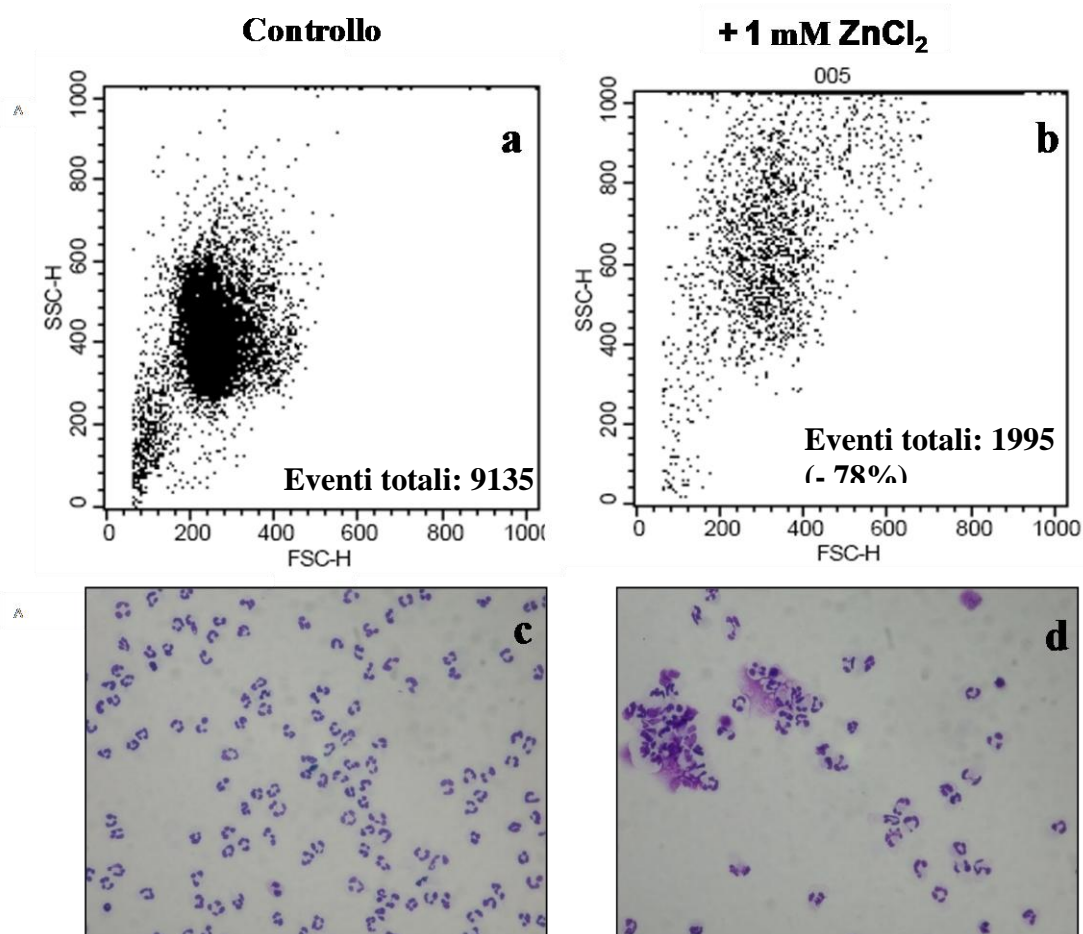 Controllo
+ 1 mM ZnCl₂
005
A
a
b
1000
800
600
400
200
0
SSC-H
Eventi totali: 9135
0 200 400 600 800 1000
FSC-H
1000
800
600
400
200
0
SSC-H
Eventi totali: 1995
(- 78%)
0 200 400 600 800 1000
FSC-H
A
c
d